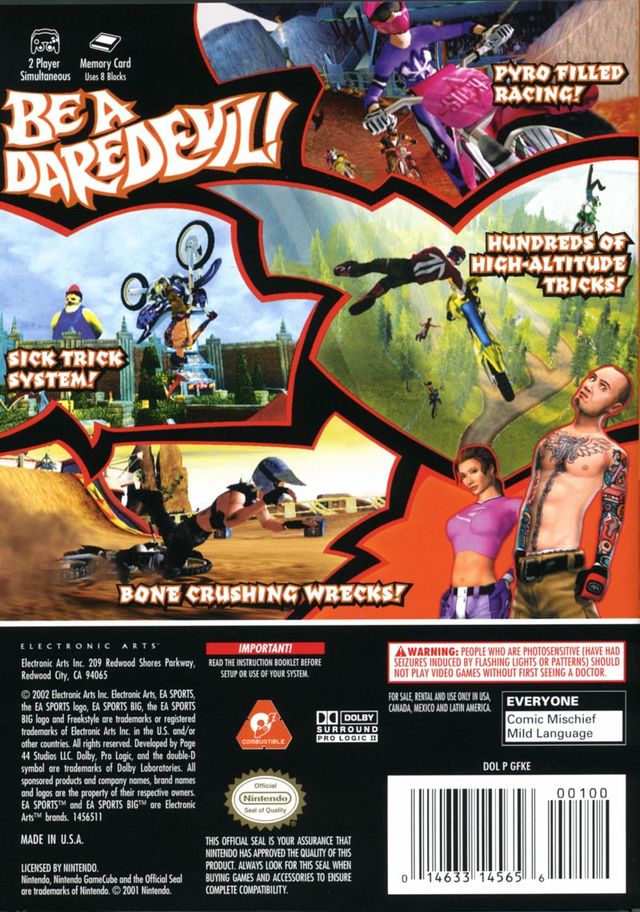 2 Player
Simultaneous
Memory Card
Uses 8 Blocks
BE A
DAREDEVIL!
PYRO FILLED
RACING!
HUNDREDS OF
HIGH-ALTITUDE
TRICKS!
SICK TRICK
SYSTEM!
BONE CRUSHING WRECKS!
ELECTRONIC ARTS™
Electronic Arts Inc. 209 Redwood Shores Parkway,
Redwood City, CA 94065
© 2002 Electronic Arts Inc. Electronic Arts, EA SPORTS,
the EA SPORTS logo, EA SPORTS BIG, the EA SPORTS
BIG logo and Freekstyle are trademarks or registered
trademarks of Electronic Arts Inc. in the U.S. and/or
other countries. All rights reserved. Developed by Page
44 Studios LLC. Dolby, Pro Logic, and the double-D
symbol are trademarks of Dolby Laboratories. All
sponsored products and company names, brand names
and logos are the property of their respective owners.
EA SPORTS™ and EA SPORTS BIG™ are Electronic
Arts™ brands. 1456511
MADE IN U.S.A.
LICENSED BY NINTENDO.
Nintendo, Nintendo GameCube and the Official Seal
are trademarks of Nintendo. © 2001 Nintendo.
IMPORTANT!
READ THE INSTRUCTION BOOKLET BEFORE
SETUP OR USE OF YOUR SYSTEM.
COMBUSTIBLE
DOLBY
SURROUND
PRO LOGIC II
Official
Nintendo
Seal of Quality
THIS OFFICIAL SEAL IS YOUR ASSURANCE THAT
NINTENDO HAS APPROVED THE QUALITY OF THIS
PRODUCT. ALWAYS LOOK FOR THIS SEAL WHEN
BUYING GAMES AND ACCESSORIES TO ENSURE
COMPLETE COMPATIBILITY.
WARNING: PEOPLE WHO ARE PHOTOSENSITIVE (HAVE HAD
SEIZURES INDUCED BY FLASHING LIGHTS OR PATTERNS) SHOULD
NOT PLAY VIDEO GAMES WITHOUT FIRST SEEING A DOCTOR.
FOR SALE, RENTAL AND USE ONLY IN USA,
CANADA, MEXICO AND LATIN AMERICA.
EVERYONE
Comic Mischief
Mild Language
DOL P GFKE
00100
0 14633 14565 6